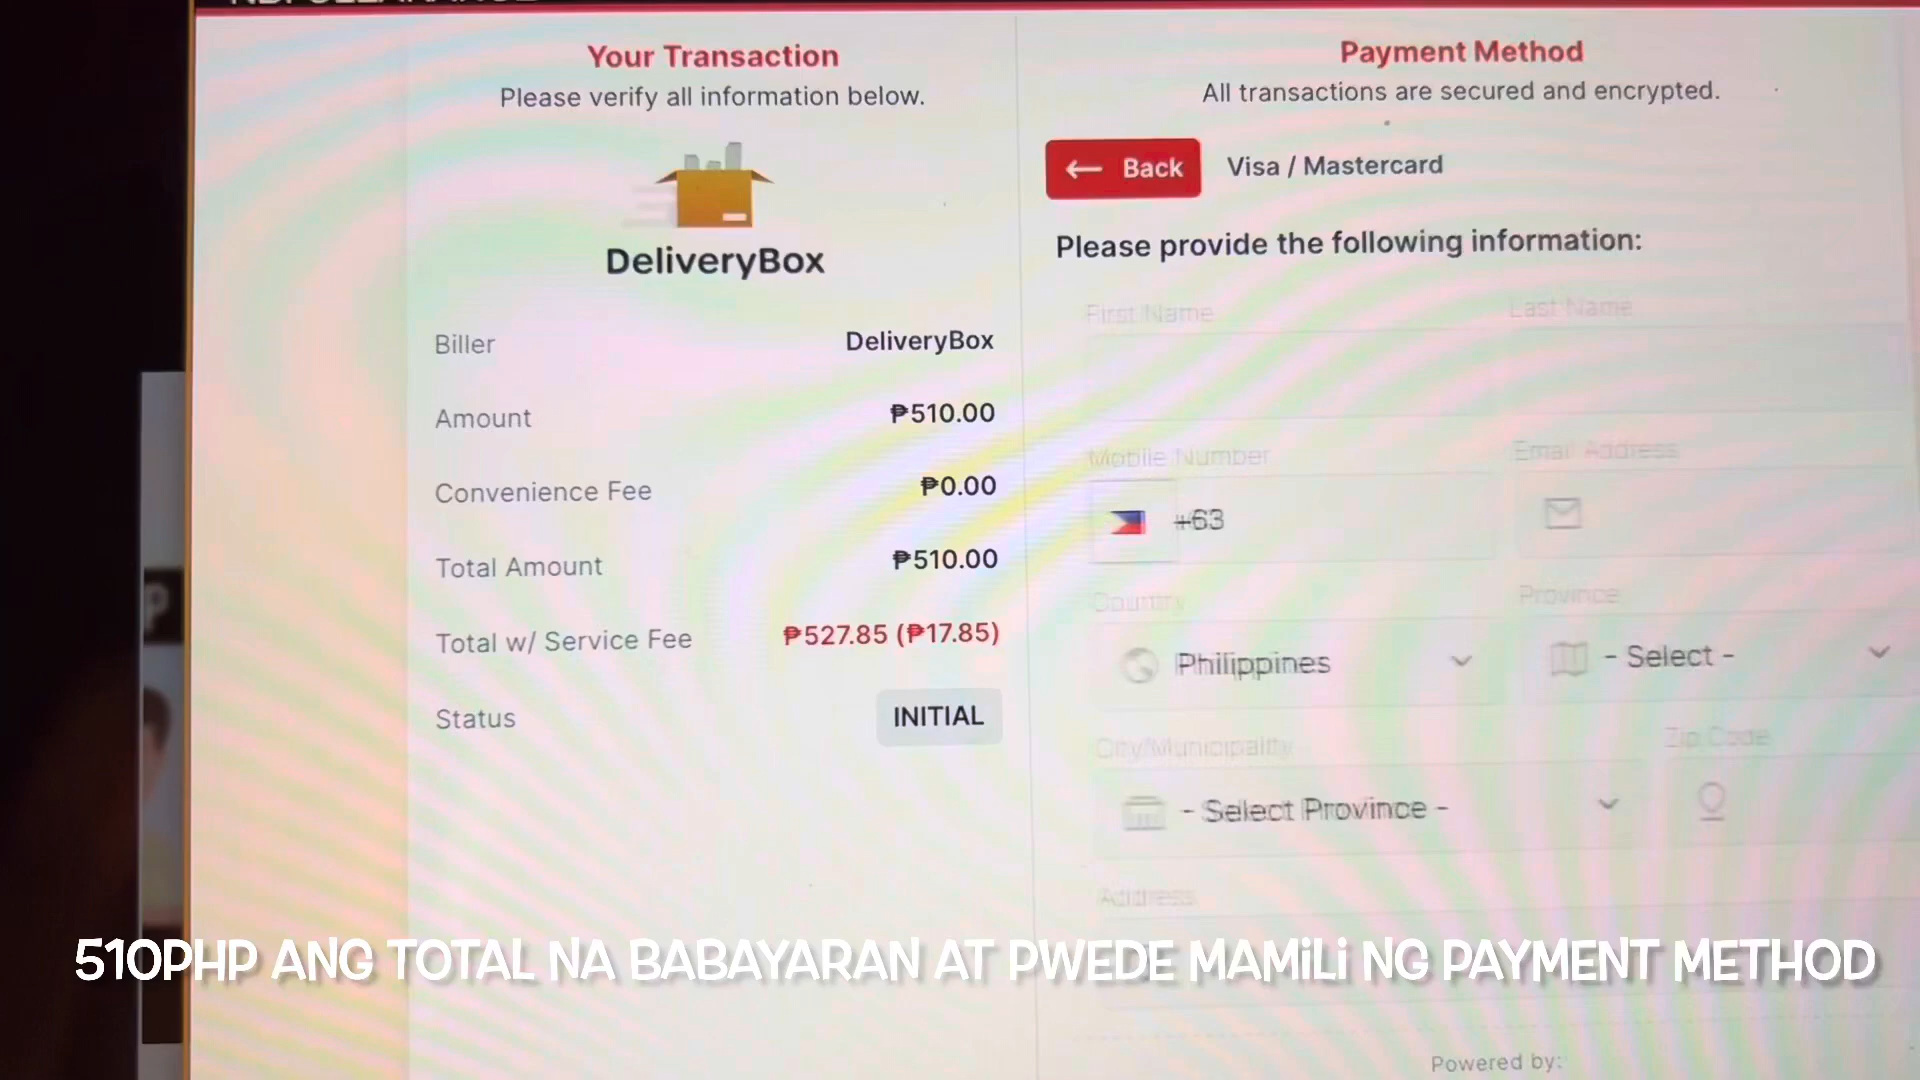 Your Transaction
Please verify all information below.
DeliveryBox
Biller DeliveryBox
Amount ₱510.00
Convenience Fee ₱0.00
Total Amount ₱510.00
Total w/ Service Fee ₱527.85 (₱17.85)
Status INITIAL
Payment Method
All transactions are secured and encrypted.
← Back Visa / Mastercard
Please provide the following information:
First Name Last Name
Mobile Number Email Address
+63
Country Province
Philippines - Select -
City/Municipality Zip Code
- Select Province -
Address
510PHP ANG TOTAL NA BABAYARAN AT PWEDE MAMILI NG PAYMENT METHOD
Powered by: